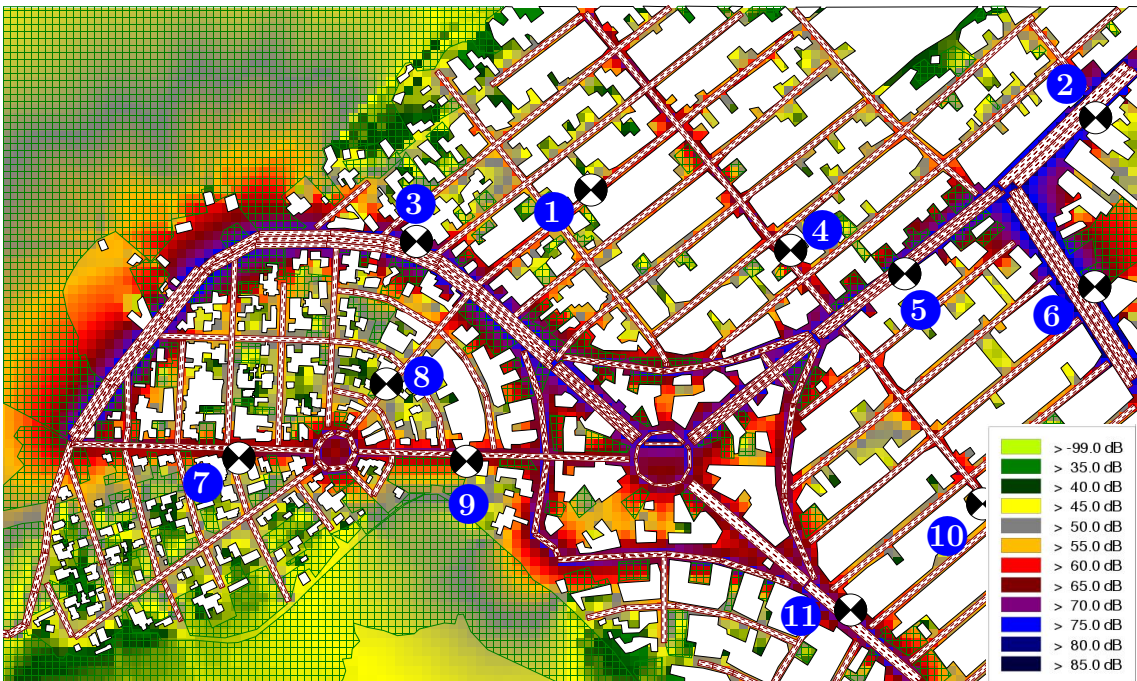 2
3
1
4
5
6
8
7
9
10
11
> -99.0 dB
> 35.0 dB
> 40.0 dB
> 45.0 dB
> 50.0 dB
> 55.0 dB
> 60.0 dB
> 65.0 dB
> 70.0 dB
> 75.0 dB
> 80.0 dB
> 85.0 dB